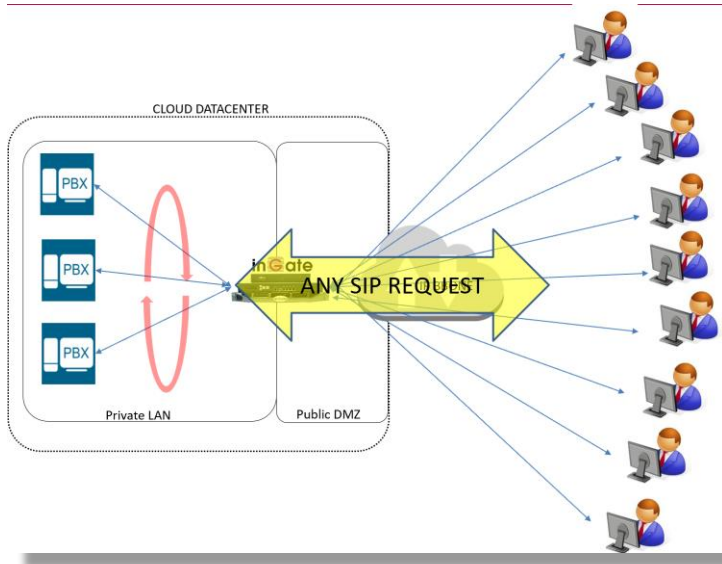 CLOUD DATACENTER
PBX
PBX
PBX
inGate
ANY SIP REQUEST
Private LAN
Public DMZ